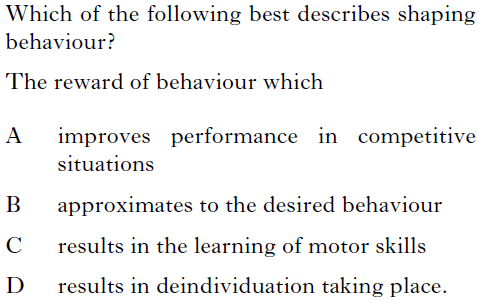 Which of the following best describes shaping
behaviour?
The reward of behaviour which
A improves performance in competitive
situations
B approximates to the desired behaviour
C results in the learning of motor skills
D results in deindividuation taking place.